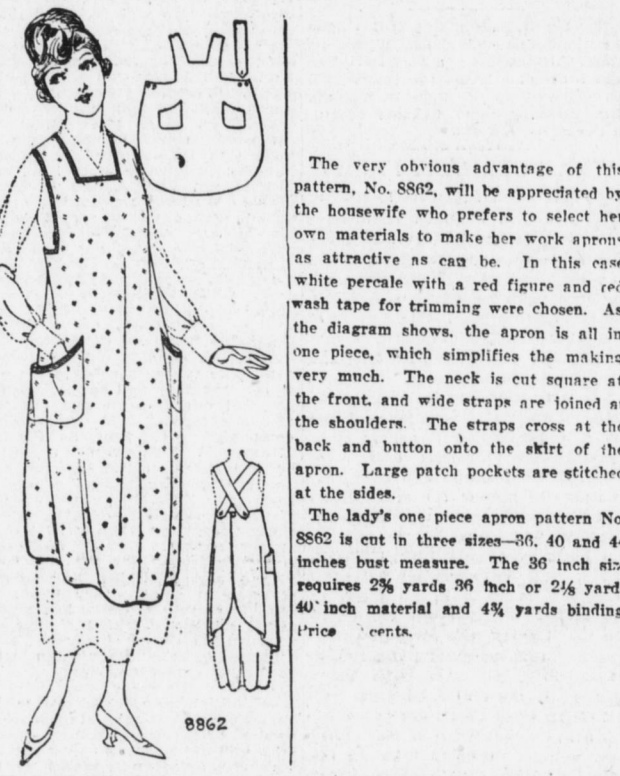 The very obvious advantage of this
pattern, No. 8862, will be appreciated by
the housewife who prefers to select her
own materials to make her work aprons
as attractive as can be. In this case
white percale with a red figure and red
wash tape for trimming were chosen. As
the diagram shows, the apron is all in
one piece, which simplifies the making
very much. The neck is cut square at
the front, and wide straps are joined at
the shoulders. The straps cross at the
back and button onto the skirt of the
apron. Large patch pockets are stitched
at the sides.
The lady's one piece apron pattern No
8862 is cut in three sizes—36, 40 and 44
inches bust measure. The 36 inch size
requires 2⅝ yards 36 inch or 2⅛ yard
40 inch material and 4¾ yards binding
Price cents.
8862